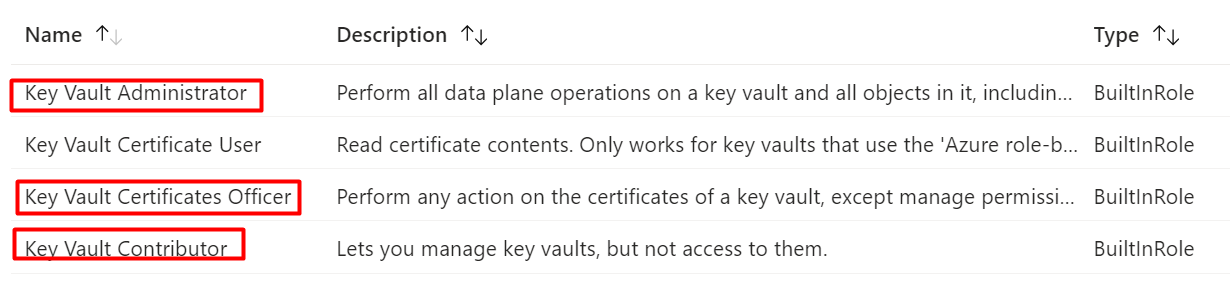 Name ↑↓ Description ↑↓ Type ↑↓
Key Vault Administrator Perform all data plane operations on a key vault and all objects in it, includin... BuiltInRole
Key Vault Certificate User Read certificate contents. Only works for key vaults that use the 'Azure role-b... BuiltInRole
Key Vault Certificates Officer Perform any action on the certificates of a key vault, except manage permissi... BuiltInRole
Key Vault Contributor Lets you manage key vaults, but not access to them. BuiltInRole